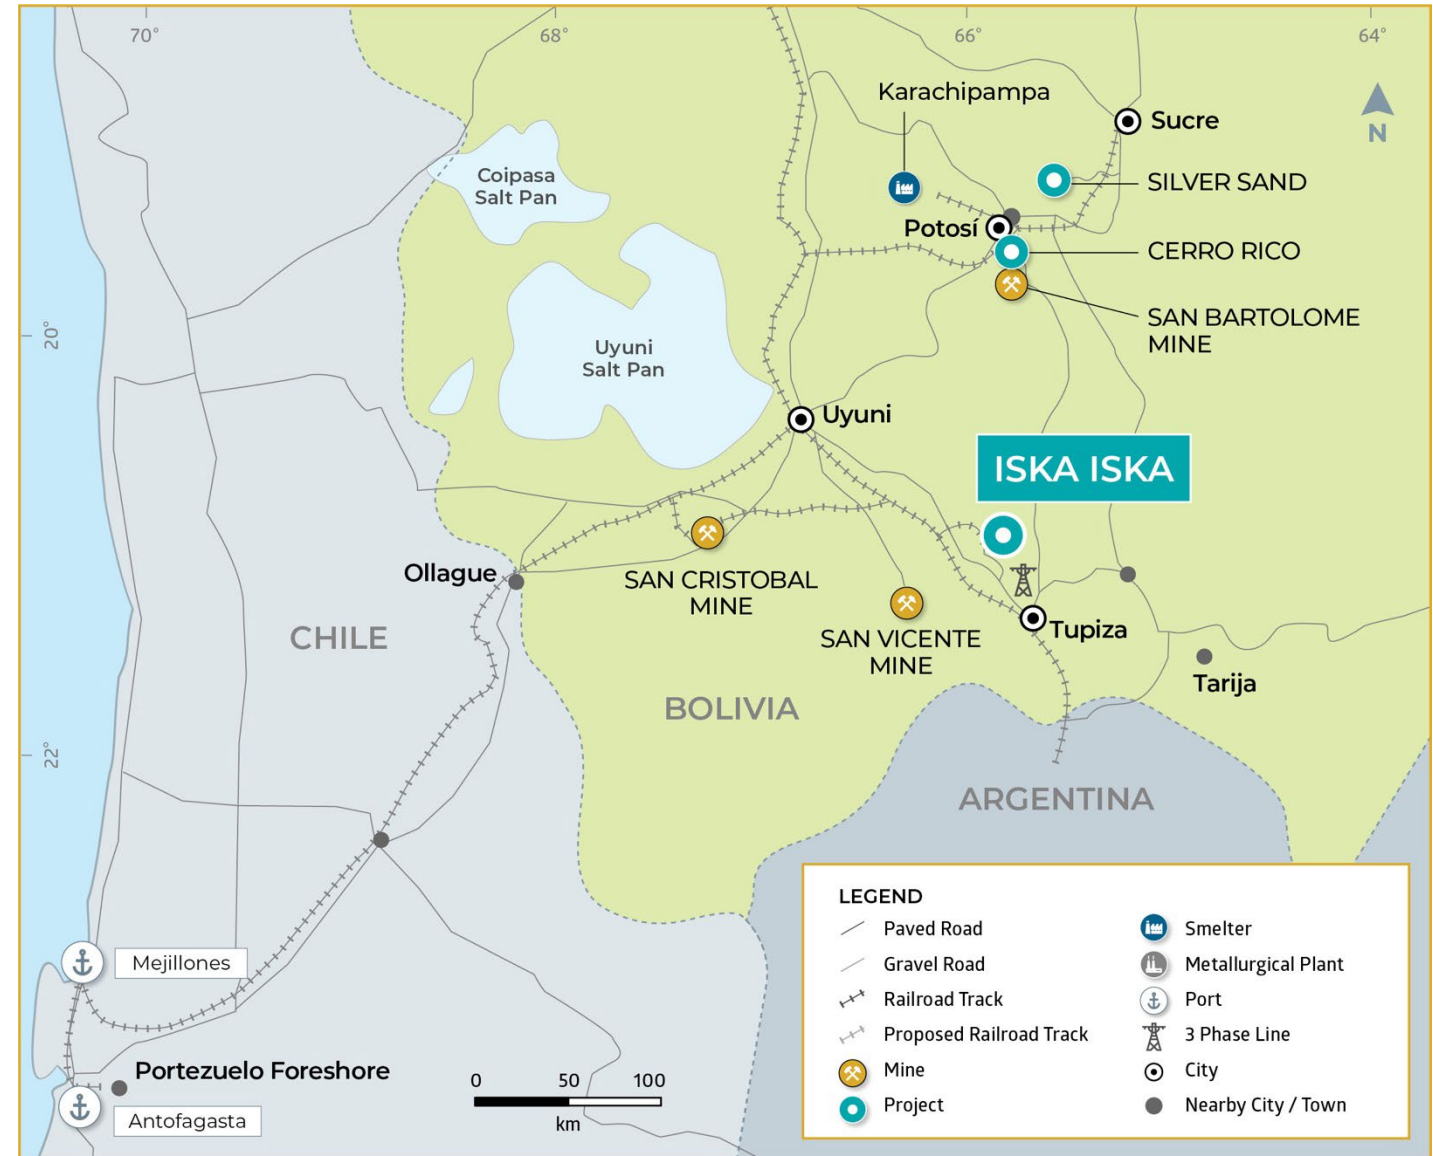 70°
68°
66°
64°
Karachipampa
Sucre
N
Coipasa
Salt Pan
SILVER SAND
Potosí
CERRO RICO
SAN BARTOLOME
MINE
20°
Uyuni
Salt Pan
Uyuni
ISKA ISKA
Ollague
SAN CRISTOBAL
MINE
CHILE
SAN VICENTE
MINE
Tupiza
Tarija
BOLIVIA
22°
ARGENTINA
LEGEND
Paved Road
Gravel Road
Railroad Track
Proposed Railroad Track
Mine
Project
Smelter
Metallurgical Plant
Port
3 Phase Line
City
Nearby City / Town
Mejillones
Portezuelo Foreshore
Antofagasta
0 50 100
km